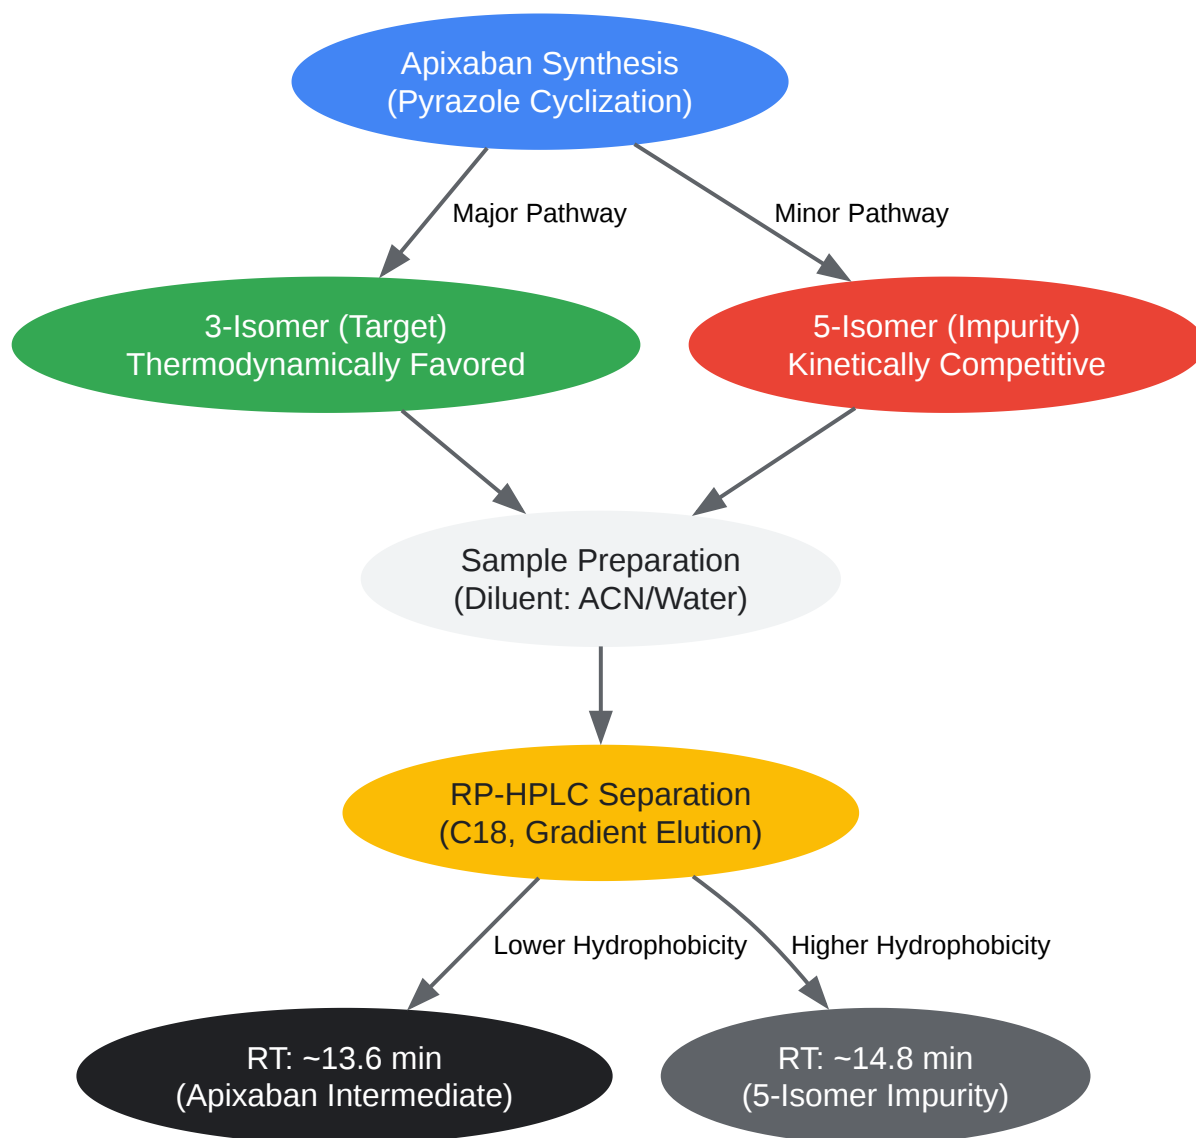 Apixaban Synthesis
(Pyrazole Cyclization)
Major Pathway
Minor Pathway
3-Isomer (Target)
Thermodynamically Favored
5-Isomer (Impurity)
Kinetically Competitive
Sample Preparation
(Diluent: ACN/Water)
RP-HPLC Separation
(C18, Gradient Elution)
Lower Hydrophobicity
Higher Hydrophobicity
RT: ~13.6 min
(Apixaban Intermediate)
RT: ~14.8 min
(5-Isomer Impurity)